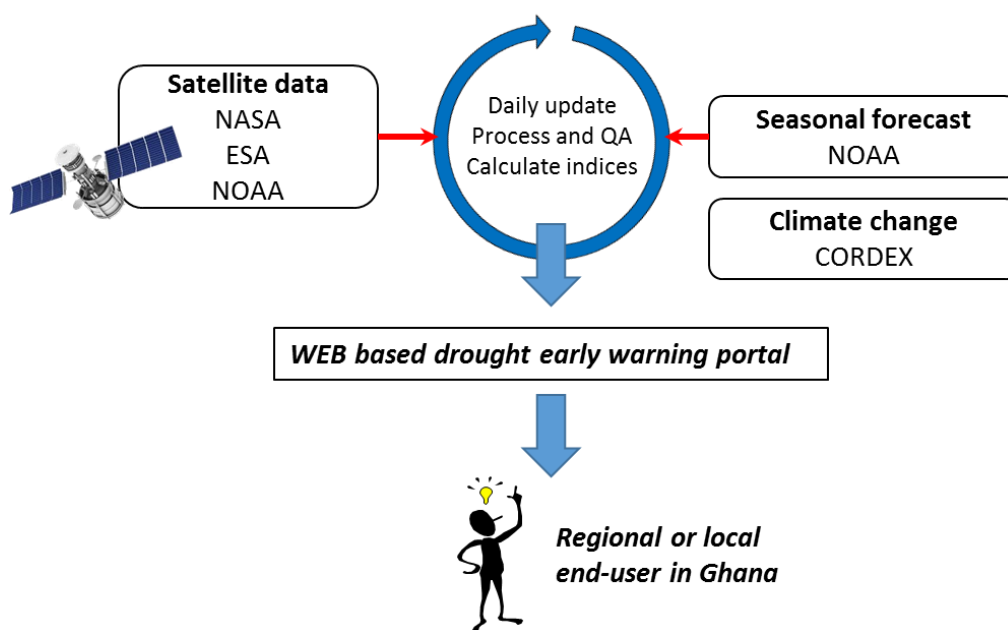 Satellite data
NASA
ESA
NOAA
Daily update
Process and QA
Calculate indices
Seasonal forecast
NOAA
Climate change
CORDEX
WEB based drought early warning portal
Regional or local
end-user in Ghana